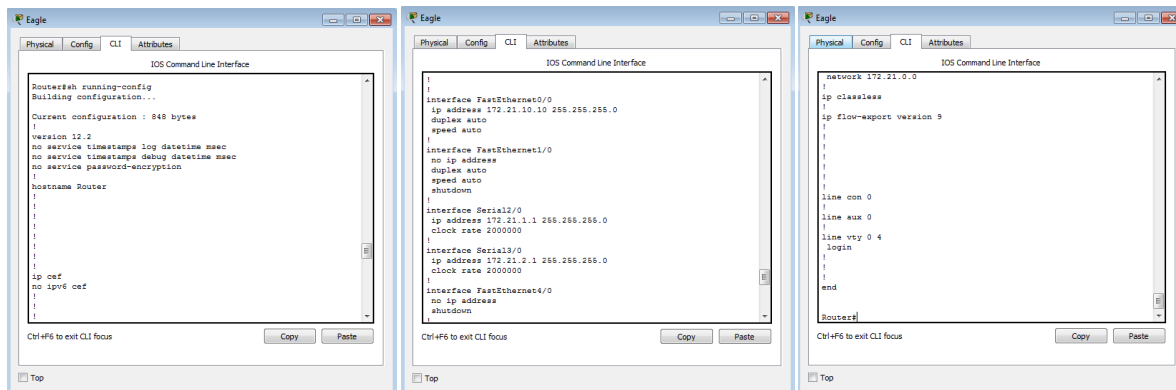 Eagle
Physical Config CLI Attributes
IOS Command Line Interface
Router#sh running-config
Building configuration...
Current configuration : 848 bytes
!
version 12.2
no service timestamps log datetime msec
no service timestamps debug datetime msec
no service password-encryption
!
hostname Router
!
!
!
!
!
!
!
!
ip cef
no ipv6 cef
!
!
!
Ctrl+F6 to exit CLI focus
Copy Paste
Top
Eagle
Physical Config CLI Attributes
IOS Command Line Interface
!
!
interface FastEthernet0/0
ip address 172.21.10.10 255.255.255.0
duplex auto
speed auto
!
interface FastEthernet1/0
no ip address
duplex auto
speed auto
shutdown
!
interface Serial2/0
ip address 172.21.1.1 255.255.255.0
clock rate 2000000
!
interface Serial3/0
ip address 172.21.2.1 255.255.255.0
clock rate 2000000
!
interface FastEthernet4/0
no ip address
shutdown
!
Ctrl+F6 to exit CLI focus
Copy Paste
Top
Eagle
Physical Config CLI Attributes
IOS Command Line Interface
network 172.21.0.0
!
ip classless
!
ip flow-export version 9
!
!
!
!
!
!
!
line con 0
!
line aux 0
!
line vty 0 4
login
!
!
!
end
Router#
Ctrl+F6 to exit CLI focus
Copy Paste
Top